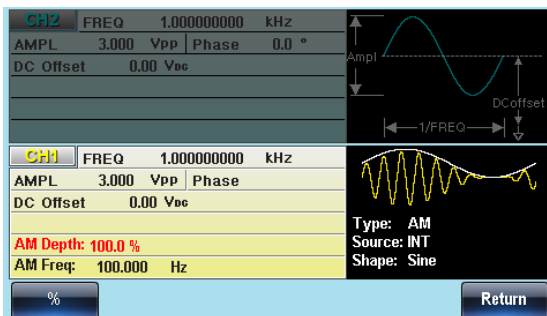 CH2 FREQ 1.000000000 kHz
AMPL 3.000 Vpp Phase 0.0 °
DC Offset 0.00 VDC
Ampl
DCoffset
1/FREQ
CH1 FREQ 1.000000000 kHz
AMPL 3.000 Vpp Phase
DC Offset 0.00 VDC
AM Depth: 100.0 %
AM Freq: 100.000 Hz
Type: AM
Source: INT
Shape: Sine
% Return